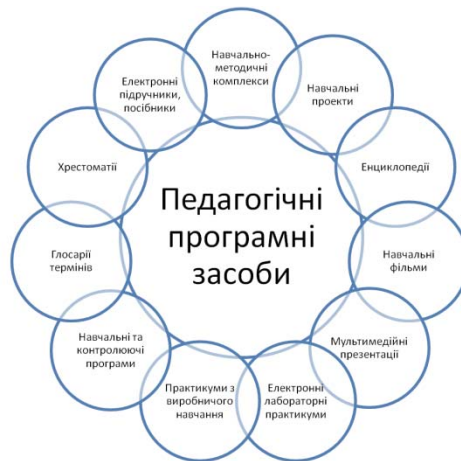 Навчально-
методичні
комплекси
Навчальні
проекти
Енциклопедії
Навчальні
фільми
Мультимедійні
презентації
Електронні
лабораторні
практикуми
Практикуми з
виробничого
навчання
Навчальні та
контролюючі
програми
Глосарії
термінів
Хрестоматії
Електронні
підручники,
посібники
Педагогічні
програмні
засоби